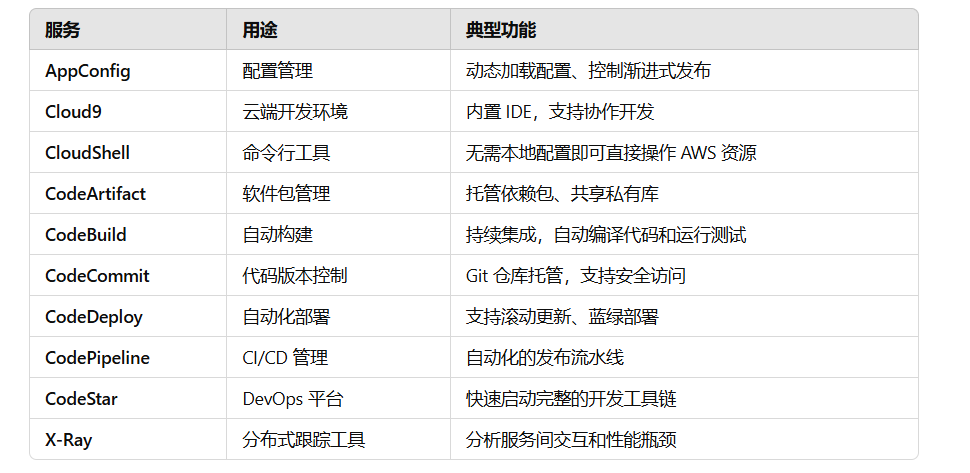 服务 用途 典型功能
AppConfig 配置管理 动态加载配置、控制渐进式发布
Cloud9 云端开发环境 内置 IDE，支持协作开发
CloudShell 命令行工具 无需本地配置即可直接操作 AWS 资源
CodeArtifact 软件包管理 托管依赖包、共享私有库
CodeBuild 自动构建 持续集成，自动编译代码和运行测试
CodeCommit 代码版本控制 Git 仓库托管，支持安全访问
CodeDeploy 自动化部署 支持滚动更新、蓝绿部署
CodePipeline CI/CD 管理 自动化的发布流水线
CodeStar DevOps 平台 快速启动完整的开发工具链
X-Ray 分布式跟踪工具 分析服务间交互和性能瓶颈